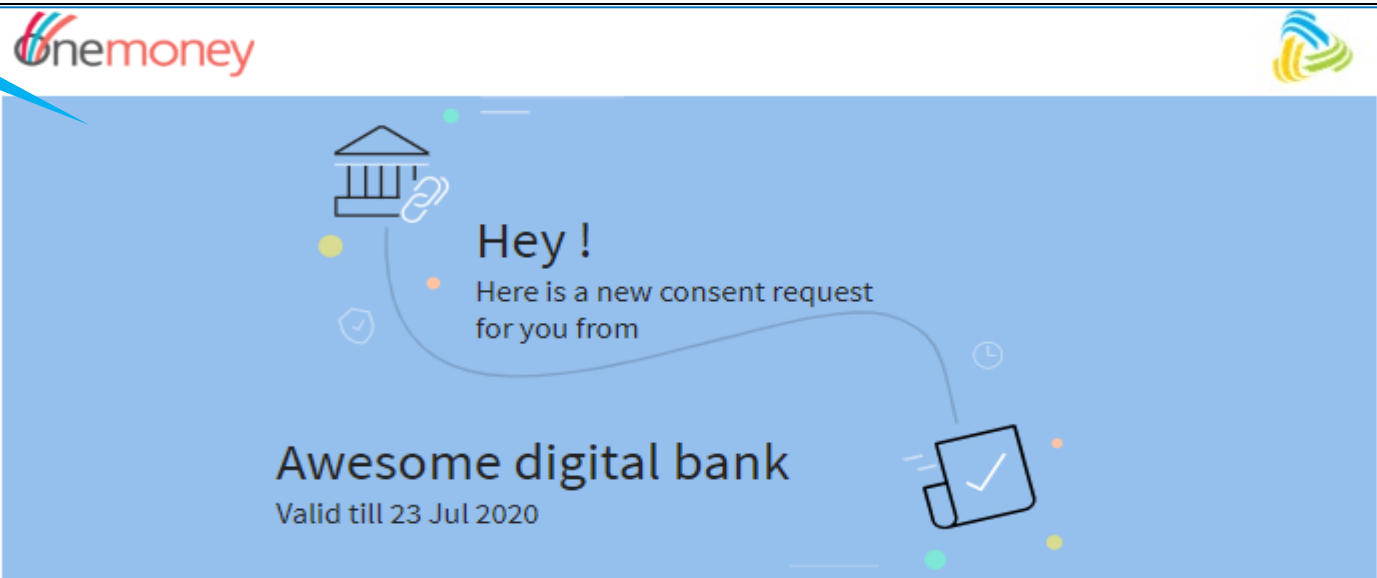 onemoney
Hey !
Here is a new consent request
for you from
Awesome digital bank
Valid till 23 Jul 2020